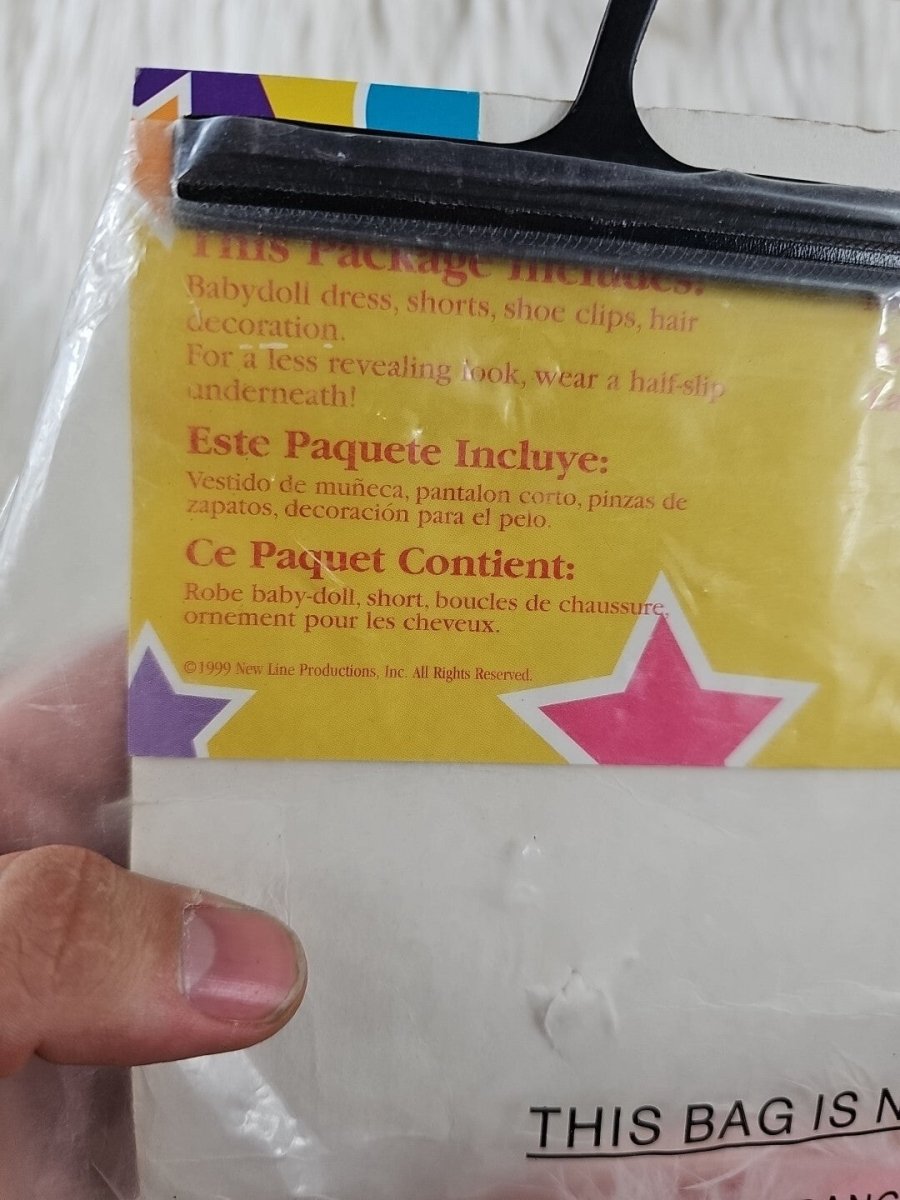 This Package Includes:
Babydoll dress, shorts, shoe clips, hair
decoration.
For a less revealing look, wear a half-slip
underneath!
Este Paquete Incluye:
Vestido de muñeca, pantalon corto, pinzas de
zapatos, decoración para el pelo.
Ce Paquet Contient:
Robe baby-doll, short, boucles de chaussure,
ornement pour les cheveux.
©1999 New Line Productions, Inc. All Rights Reserved.
THIS BAG IS N